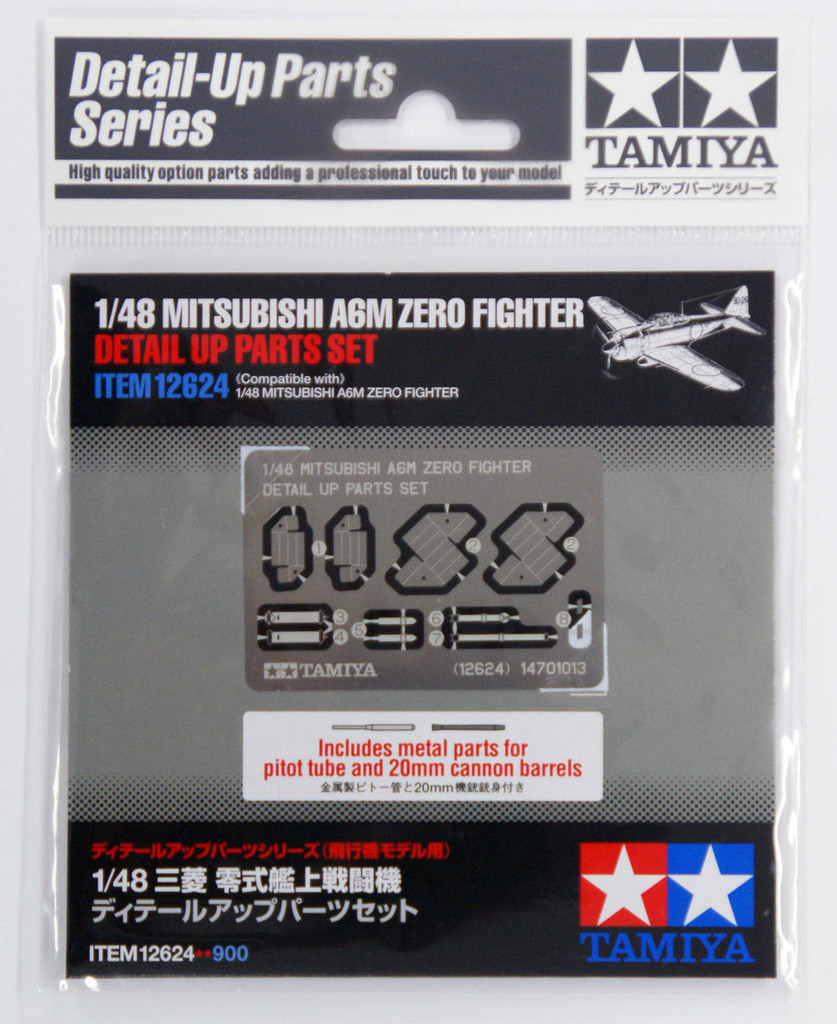 Detail-Up Parts
Series
High quality option parts adding a professional touch to your model
TAMIYA
ディテールアップパーツシリーズ
1/48 MITSUBISHI A6M ZERO FIGHTER
DETAIL UP PARTS SET
ITEM 12624 《Compatible with》
1/48 MITSUBISHI A6M ZERO FIGHTER
1/48 MITSUBISHI A6M ZERO FIGHTER
DETAIL UP PARTS SET
① ② ②
③
④ ⑤ ⑥ ⑦ ⑧
TAMIYA (12624) 14701013
Includes metal parts for
pitot tube and 20mm cannon barrels
金属製ピトー管と20mm機銃銃身付き
ディテールアップパーツシリーズ(飛行機モデル用)
1/48 三菱 零式艦上戦闘機
ディテールアップパーツセット
ITEM 12624**900
TAMIYA